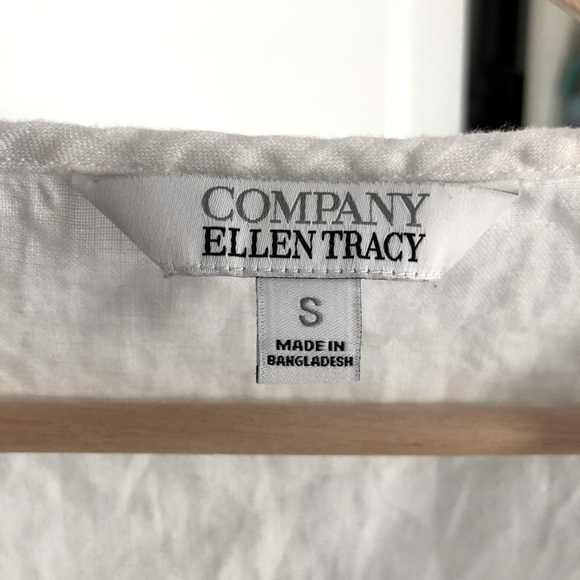 COMPANY
ELLEN TRACY
S
MADE IN
BANGLADESH